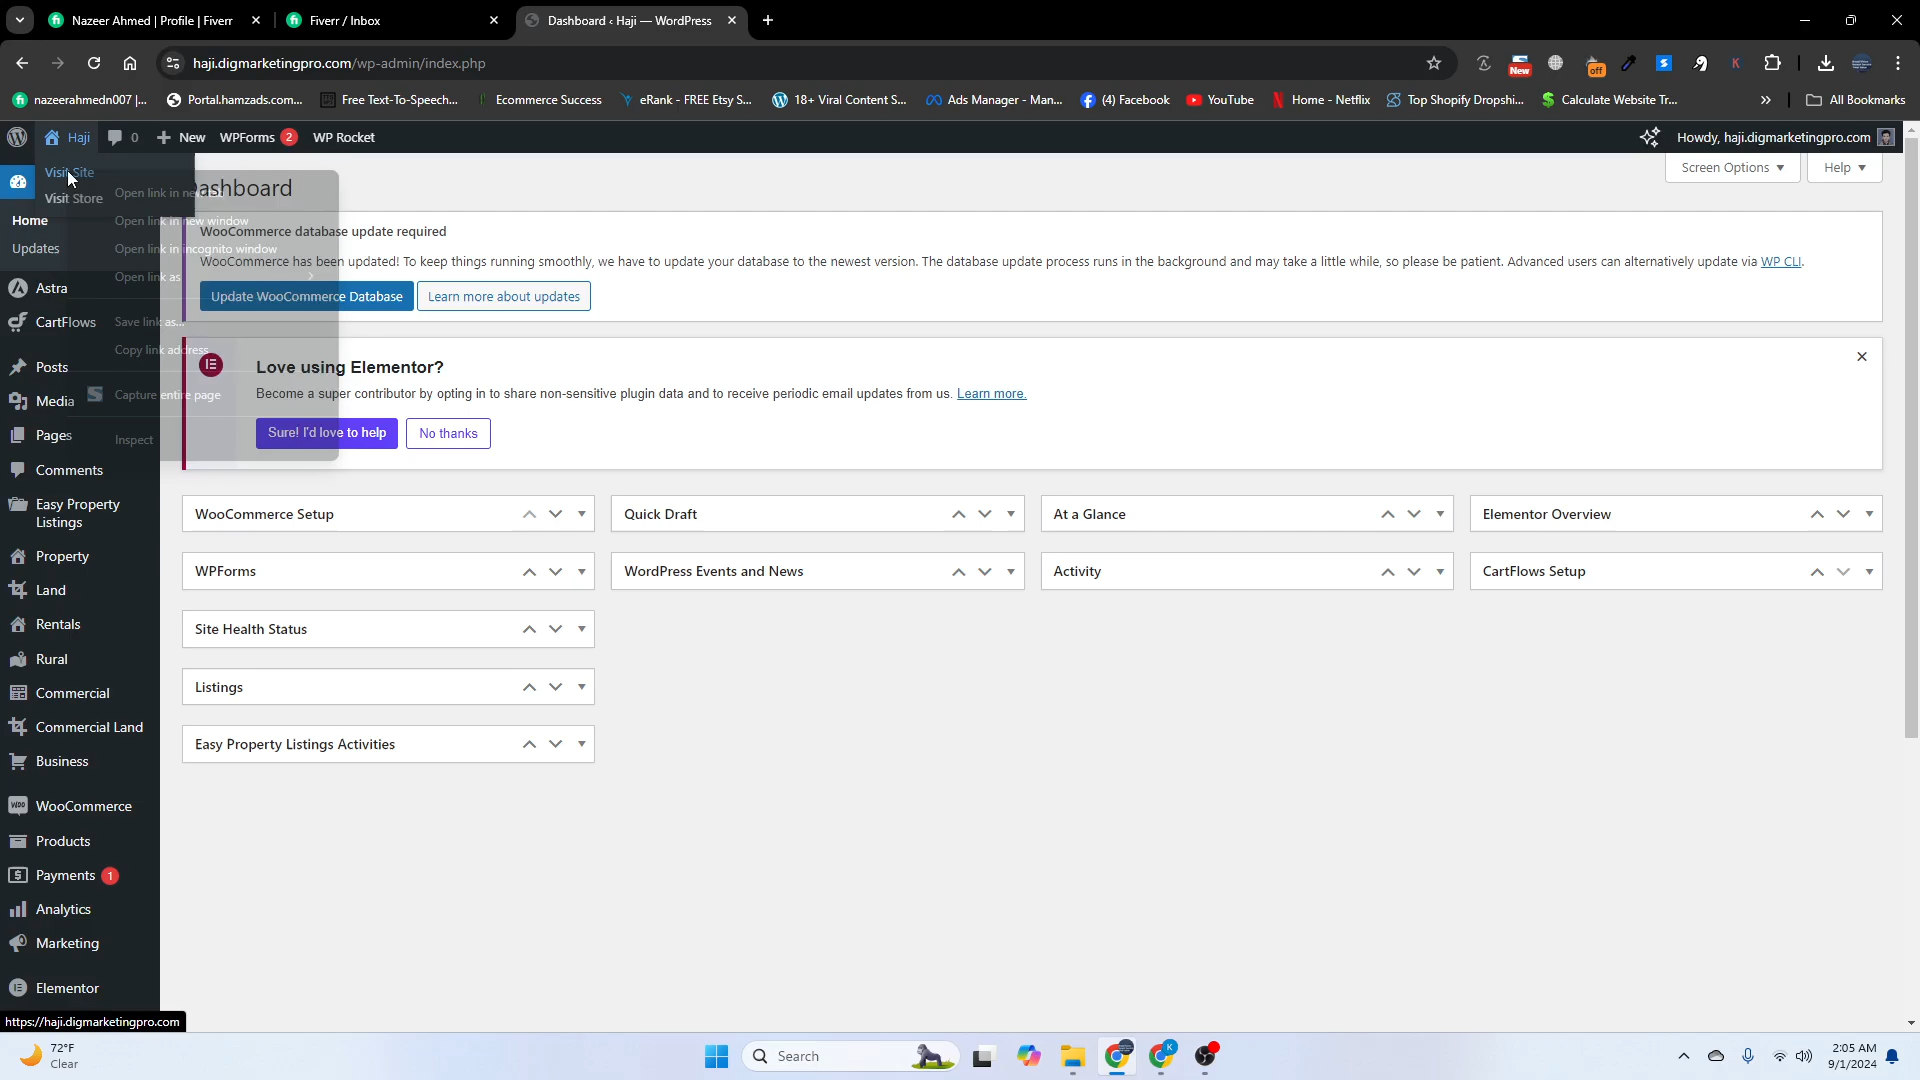 Nazeer Ahmed | Profile | Fiverr
Fiverr / Inbox
Dashboard ‹ Haji — WordPress
haji.digmarketingpro.com/wp-admin/index.php
New
off
K
nazeerahmedn007 |...
Portal.hamzads.com...
Free Text-To-Speech...
Ecommerce Success
eRank - FREE Etsy S...
18+ Viral Content S...
Ads Manager - Man...
(4) Facebook
YouTube
Home - Netflix
Top Shopify Dropshi...
Calculate Website Tr...
All Bookmarks
Haji
0
New
WPForms 2
WP Rocket
Howdy, haji.digmarketingpro.com
Visit Site
Visit Store
Screen Options
Help
Open link in new
Open link in new window
Open link in incognito window
Open link as
Save link as...
Copy link address
Capture entire page
Inspect
Home
Updates
Astra
CartFlows
Posts
Media
Pages
Comments
Easy Property
Listings
Property
Land
Rentals
Rural
Commercial
Commercial Land
Business
WooCommerce
Products
Payments 1
Analytics
Marketing
Elementor
ashboard
WooCommerce database update required
WooCommerce has been updated! To keep things running smoothly, we have to update your database to the newest version. The database update process runs in the background and may take a little while, so please be patient. Advanced users can alternatively update via WP CLI.
Update WooCommerce Database
Learn more about updates
Love using Elementor?
Become a super contributor by opting in to share non-sensitive plugin data and to receive periodic email updates from us. Learn more.
Sure! I'd love to help
No thanks
WooCommerce Setup
Quick Draft
At a Glance
Elementor Overview
WPForms
WordPress Events and News
Activity
CartFlows Setup
Site Health Status
Listings
Easy Property Listings Activities
https://haji.digmarketingpro.com
72°F
Clear
Search
K
2:05 AM
9/1/2024